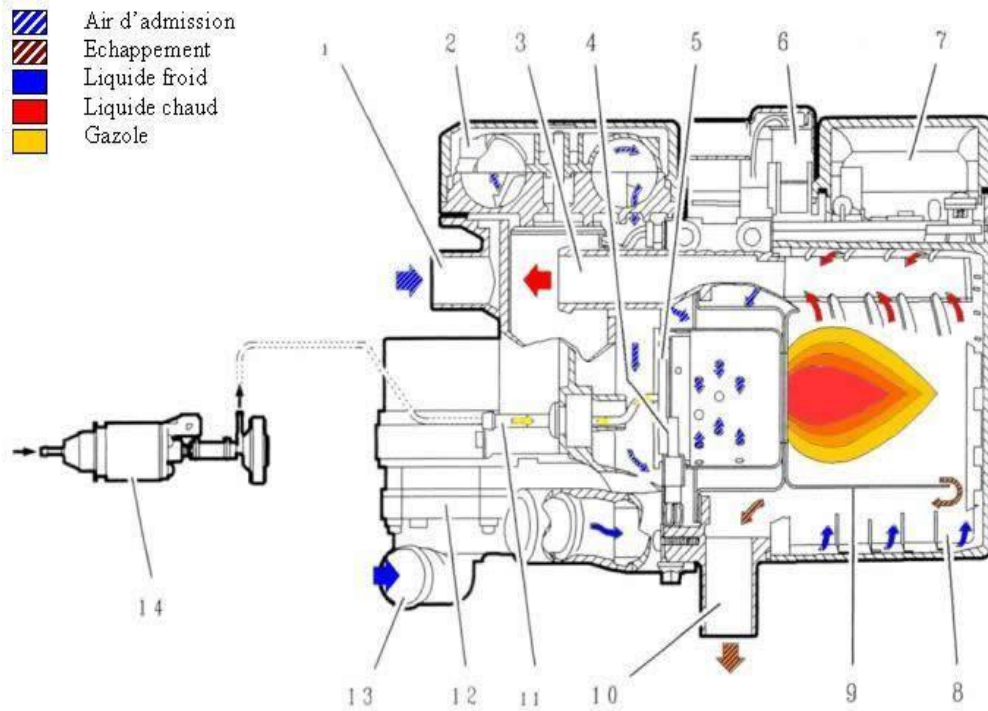 Air d'admission
Echappement
Liquide froid
Liquide chaud
Gazole
1 2 3 4 5 6 7
14
13 12 11 10 9 8